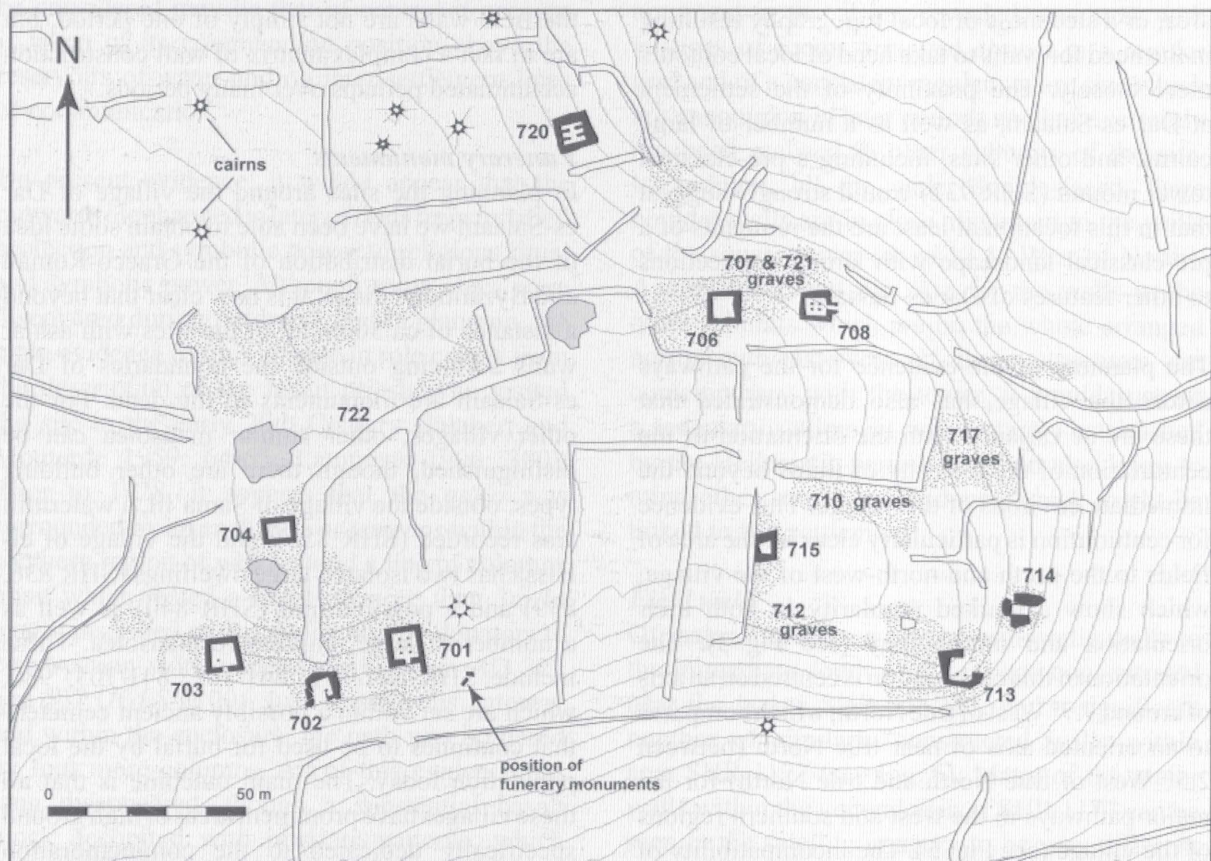 N
cairns
720
707 & 721
graves
706
708
722
717
graves
710 graves
704
715
714
712
graves
701
703
702
713
position of
funerary monuments
0
50 m